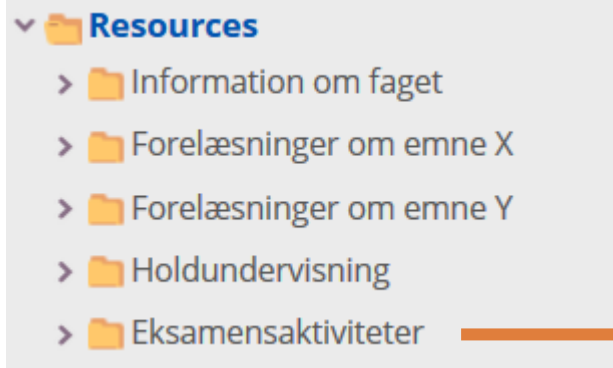 Resources
Information om faget
Forelæsninger om emne X
Forelæsninger om emne Y
Holdundervisning
Eksamensaktiviteter